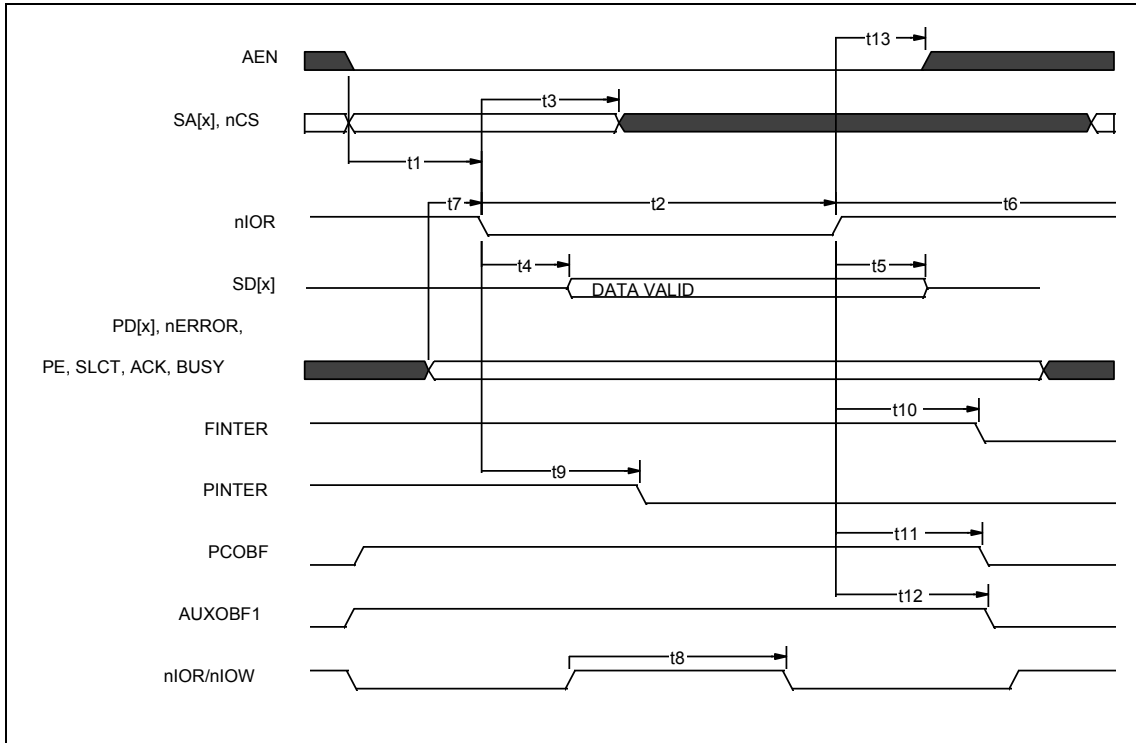 t13
AEN
t3
SA[x], nCS
t1
t7
t2
t6
nIOR
t4
t5
SD[x]
DATA VALID
PD[x], nERROR,
PE, SLCT, ACK, BUSY
t10
FINTER
t9
PINTER
t11
PCOBF
t12
AUXOBF1
t8
nIOR/nIOW